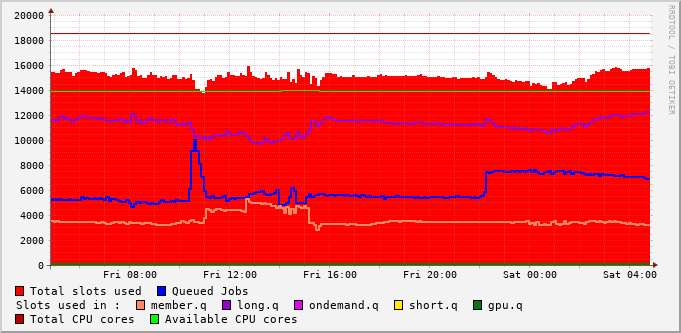 20000
18000
16000
14000
12000
10000
8000
6000
4000
2000
0
Fri 08:00 Fri 12:00 Fri 16:00 Fri 20:00 Sat 00:00 Sat 04:00
RRDTOOL / TOBI OETIKER
Total slots used Queued Jobs
Slots used in : member.q long.q ondemand.q short.q gpu.q
Total CPU cores Available CPU cores